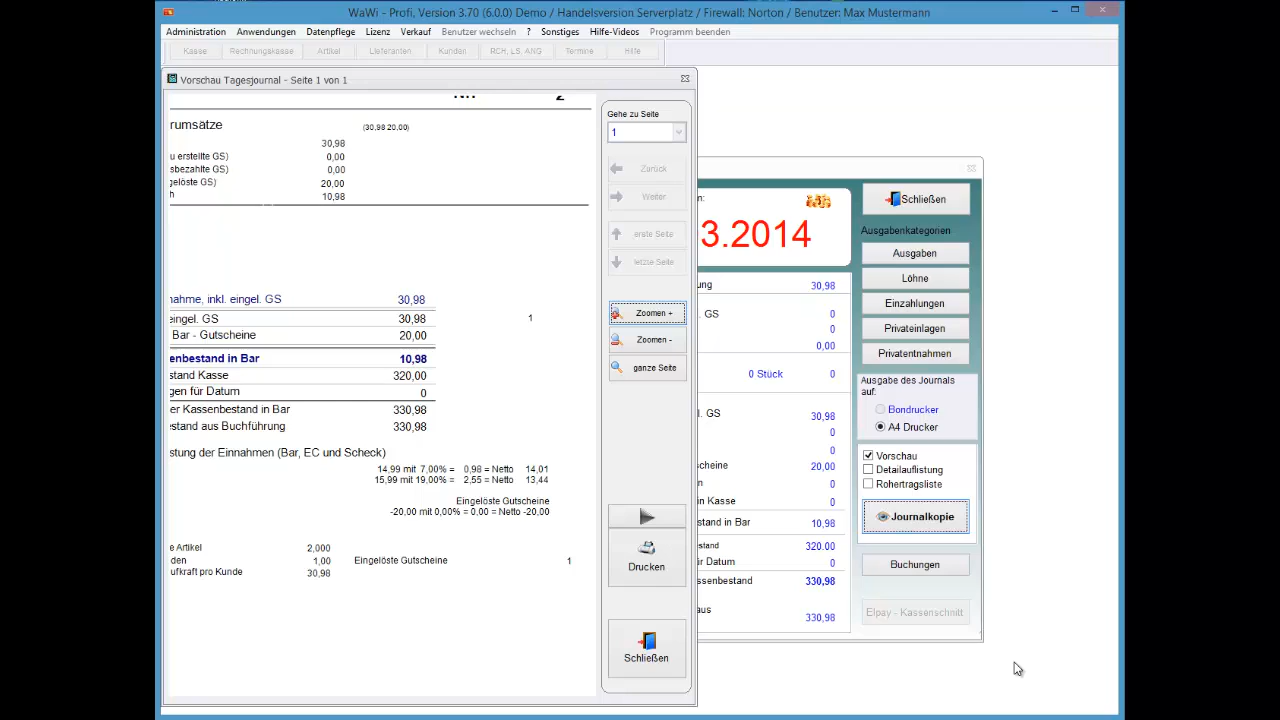 WaWi - Profi, Version 3.70 (6.0.0) Demo / Handelsversion Serverplatz / Firewall: Norton / Benutzer: Max Mustermann
Administration Anwendungen Datenpflege Lizenz Verkauf Benutzer wechseln ? Sonstiges Hilfe-Videos Programm beenden
Kasse Rechnungskasse Artikel Lieferanten Kunden RCH, LS, ANG Termine Hilfe
Vorschau Tagesjournal - Seite 1 von 1
2
rumsätze (30,98 20,00)
30,98
u erstellte GS) 0,00
sbezahlte GS) 0,00
gelöste GS) 20,00
h 10,98
nahme, inkl. eingel. GS 30,98
eingel. GS 30,98 1
Bar - Gutscheine 20,00
enbestand in Bar 10,98
stand Kasse 320,00
gen für Datum 0
er Kassenbestand in Bar 330,98
estand aus Buchführung 330,98
stung der Einnahmen (Bar, EC und Scheck)
14,99 mit 7,00% = 0,98 = Netto 14,01
15,99 mit 19,00% = 2,55 = Netto 13,44
Eingelöste Gutscheine
-20,00 mit 0,00% = 0,00 = Netto -20,00
e Artikel 2,000
den 1,00 Eingelöste Gutscheine 1
ufkraft pro Kunde 30,98
Gehe zu Seite
1
Zurück
Weiter
erste Seite
letzte Seite
Zoomen +
Zoomen -
ganze Seite
Drucken
Schließen
n:
3.2014
ung 30,98
. GS 0
0
0,00
0 Stück 0
l. GS 30,98
0
0
scheine 20,00
n 0
in Kasse 0
stand in Bar 10,98
estand 320.00
ür Datum 0
ssenbestand 330,98
aus 330,98
Schließen
Ausgabenkategorien
Ausgaben
Löhne
Einzahlungen
Privateinlagen
Privatentnahmen
Ausgabe des Journals
auf:
Bondrucker
A4 Drucker
Vorschau
Detailauflistung
Rohertragsliste
Journalkopie
Buchungen
Elpay - Kassenschnitt